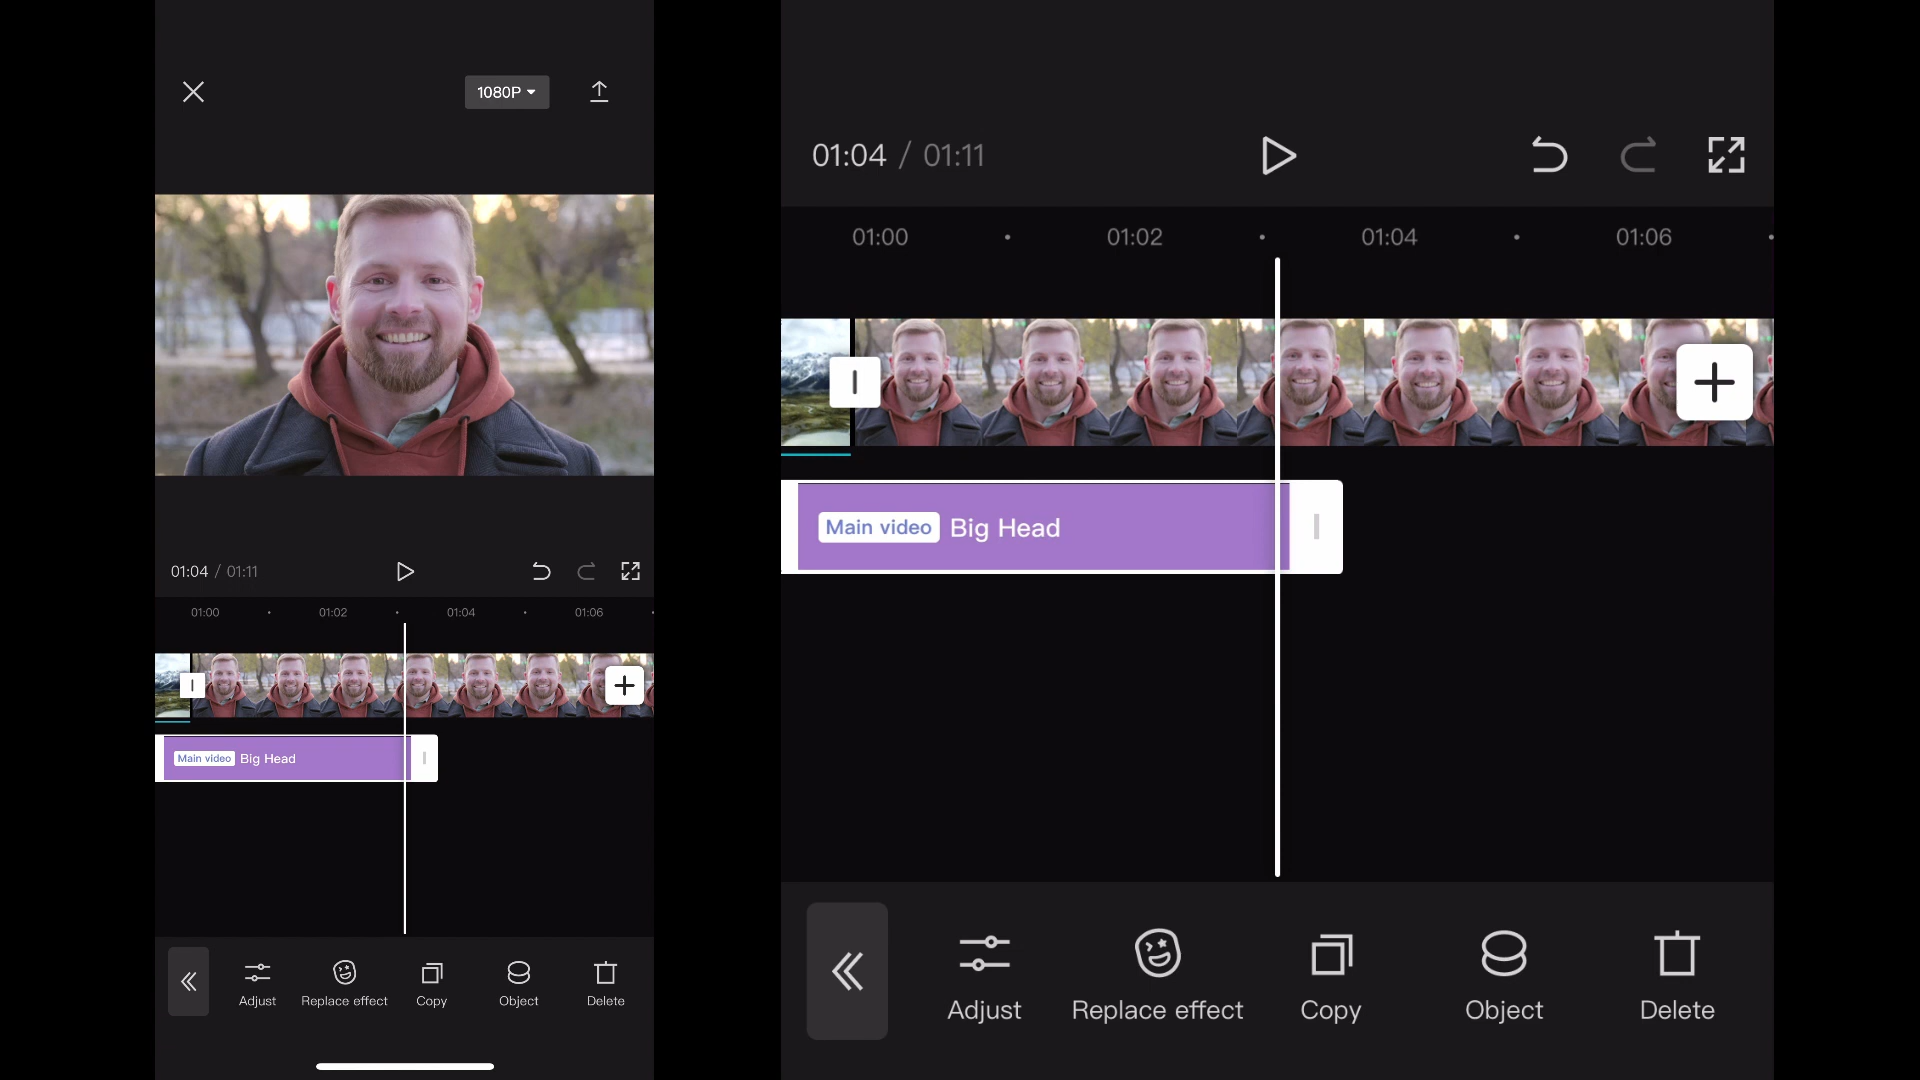 1080P
01:04 / 01:11
01:00 01:02 01:04 01:06
Main video Big Head
Adjust Replace effect Copy Object Delete
01:04 / 01:11
01:00 01:02 01:04 01:06
Main video Big Head
Adjust Replace effect Copy Object Delete